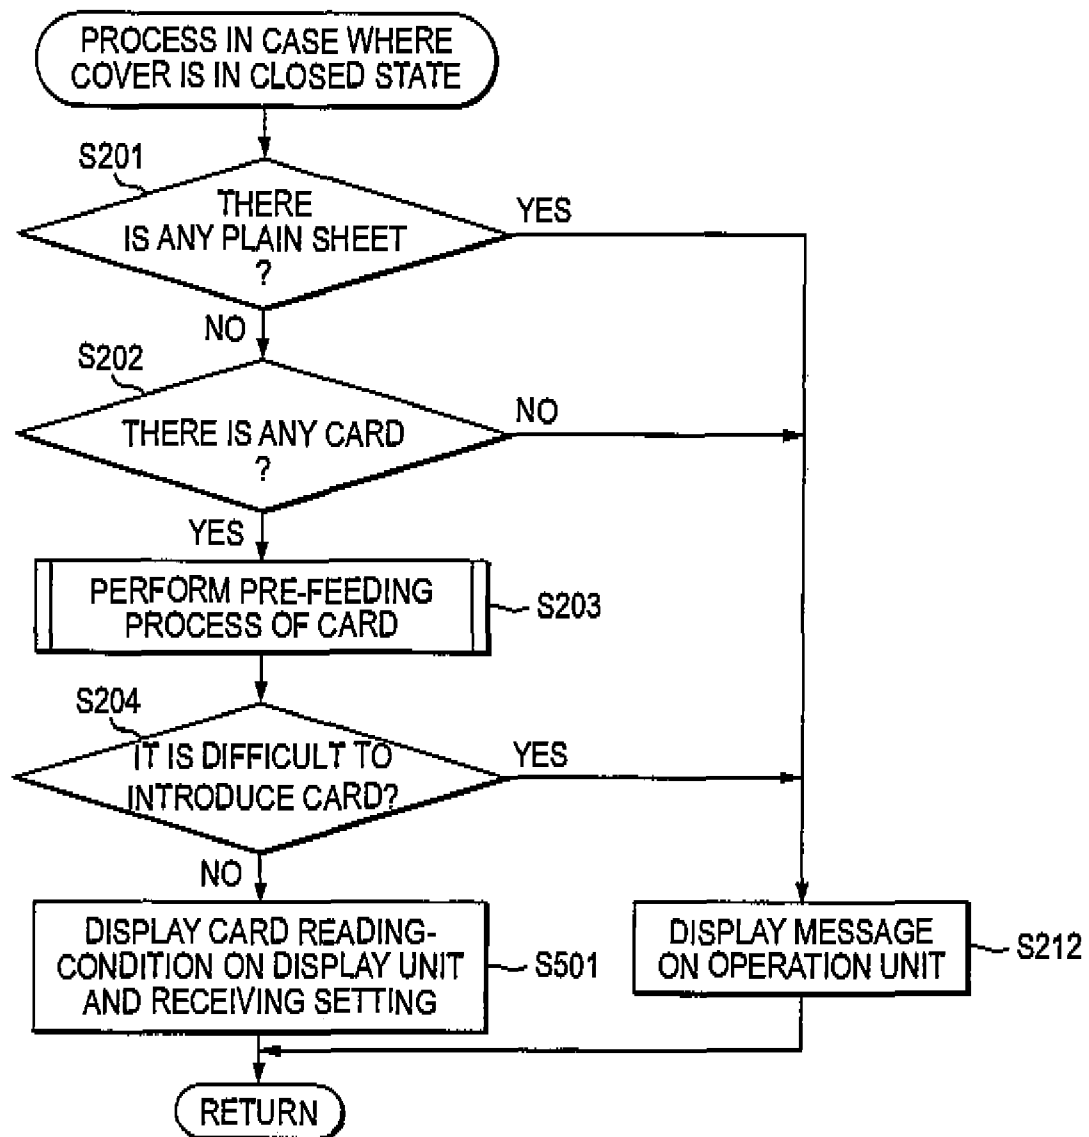 PROCESS IN CASE WHERE
COVER IS IN CLOSED STATE
S201
THERE
IS ANY PLAIN SHEET
?
YES
NO
S202
THERE IS ANY CARD
?
NO
YES
PERFORM PRE-FEEDING
PROCESS OF CARD
S203
S204
IT IS DIFFICULT TO
INTRODUCE CARD?
YES
NO
DISPLAY CARD READING-
CONDITION ON DISPLAY UNIT
AND RECEIVING SETTING
S501
DISPLAY MESSAGE
ON OPERATION UNIT
S212
RETURN